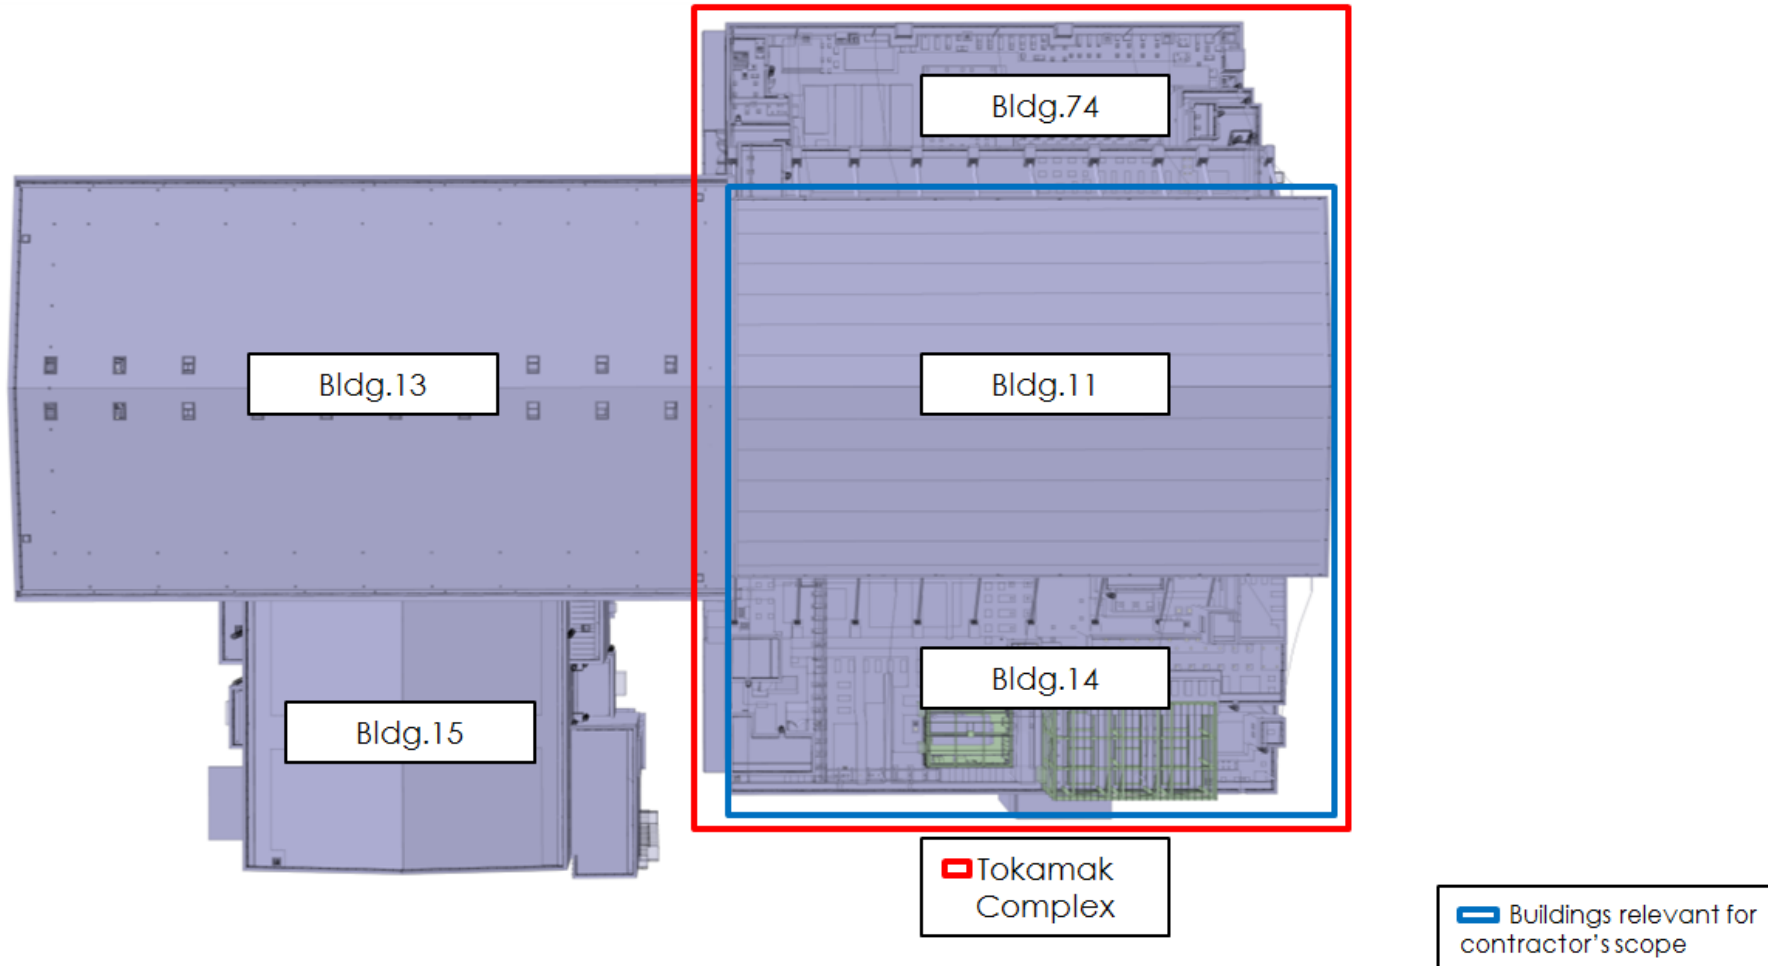 Bldg.74
Bldg.13
Bldg.11
Bldg.14
Bldg.15
Tokamak
Complex
Buildings relevant for
contractor's scope